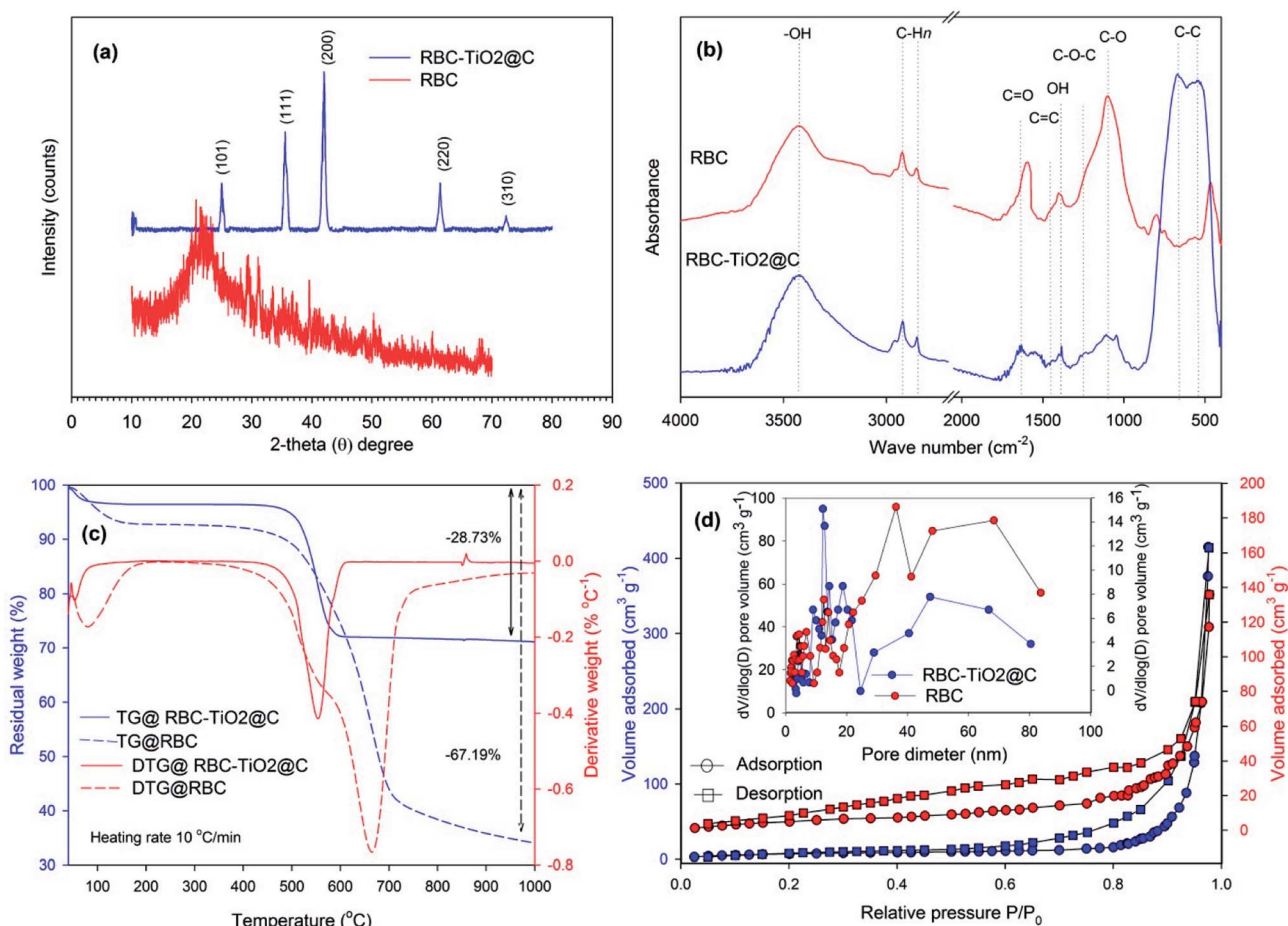 (a)
RBC-TiO2@C
RBC
(101)
(111)
(200)
(220)
(310)
Intensity (counts)
0 10 20 30 40 50 60 70 80 90
2-theta (θ) degree
(b)
-OH
C-Hn
C=O
C=C
OH
C-O-C
C-O
C-C
RBC
RBC-TiO2@C
Absorbance
4000 3000 2000 1500 1000 500
Wave number (cm-2)
(c)
100
90
80
70
60
50
40
30
Residual weight (%)
0.2
0.0
-0.2
-0.4
-0.6
-0.8
Derivative weight (% oC-1)
-28.73%
-67.19%
TG@ RBC-TiO2@C
TG@RBC
DTG@ RBC-TiO2@C
DTG@RBC
Heating rate 10 oC/min
100 200 300 400 500 600 700 800 900 1000
Temperature (oC)
(d)
500
400
300
200
100
0
Volume adsorbed (cm3 g-1)
200
180
160
140
120
100
80
60
40
20
0
Volume adsorbed (cm3 g-1)
100
80
60
40
20
0
dV/dlog(D) pore volume (cm3 g-1)
16
14
12
10
8
6
4
2
0
dV/dlog(D) pore volume (cm3 g-1)
RBC-TiO2@C
RBC
0 20 40 60 80 100
Pore dimeter (nm)
Adsorption
Desorption
0.0 0.2 0.4 0.6 0.8 1.0
Relative pressure P/P0